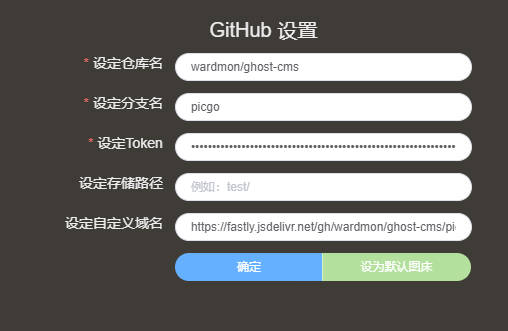 GitHub 设置
* 设定仓库名 wardmon/ghost-cms
* 设定分支名 picgo
* 设定Token
设定存储路径 例如：test/
设定自定义域名 https://fastly.jsdelivr.net/gh/wardmon/ghost-cms/pi
确定 设为默认图床